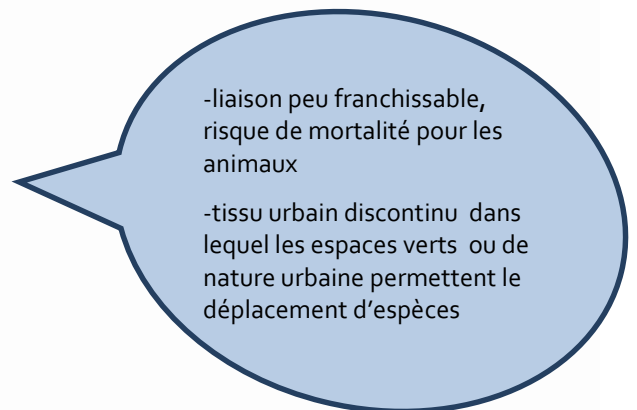 -liaison peu franchissable,
risque de mortalité pour les
animaux
-tissu urbain discontinu  dans
lequel les espaces verts  ou de
nature urbaine permettent le
déplacement d'espèces